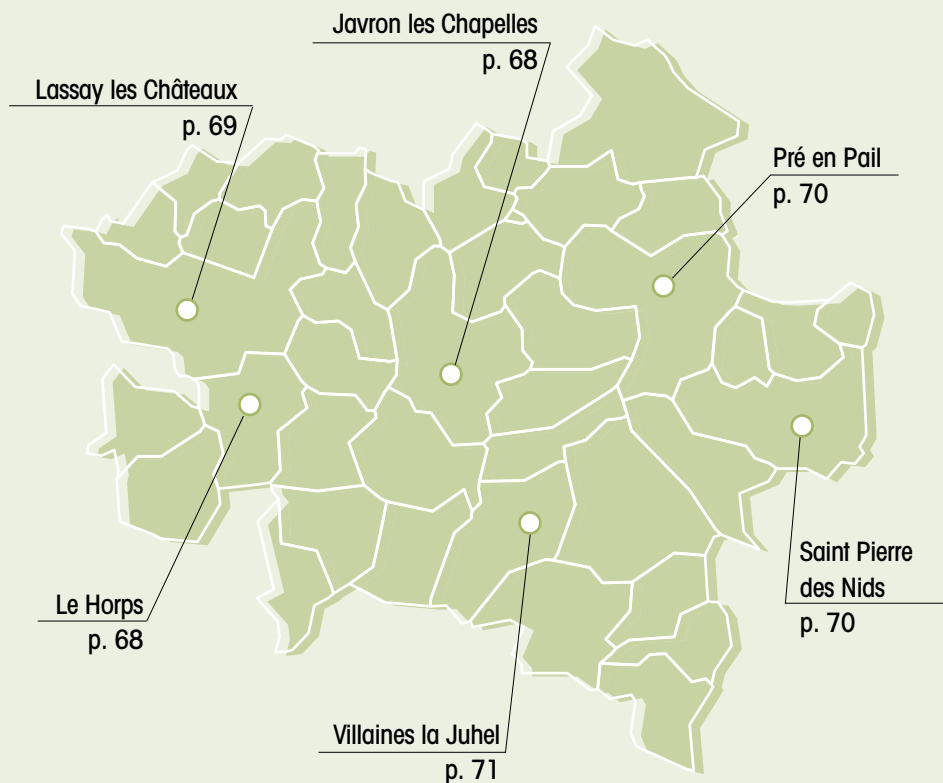 Javron les Chapelles
p. 68
Lassay les Châteaux
p. 69
Pré en Pail
p. 70
Saint Pierre
des Nids
p. 70
Le Horps
p. 68
Villaines la Juhel
p. 71